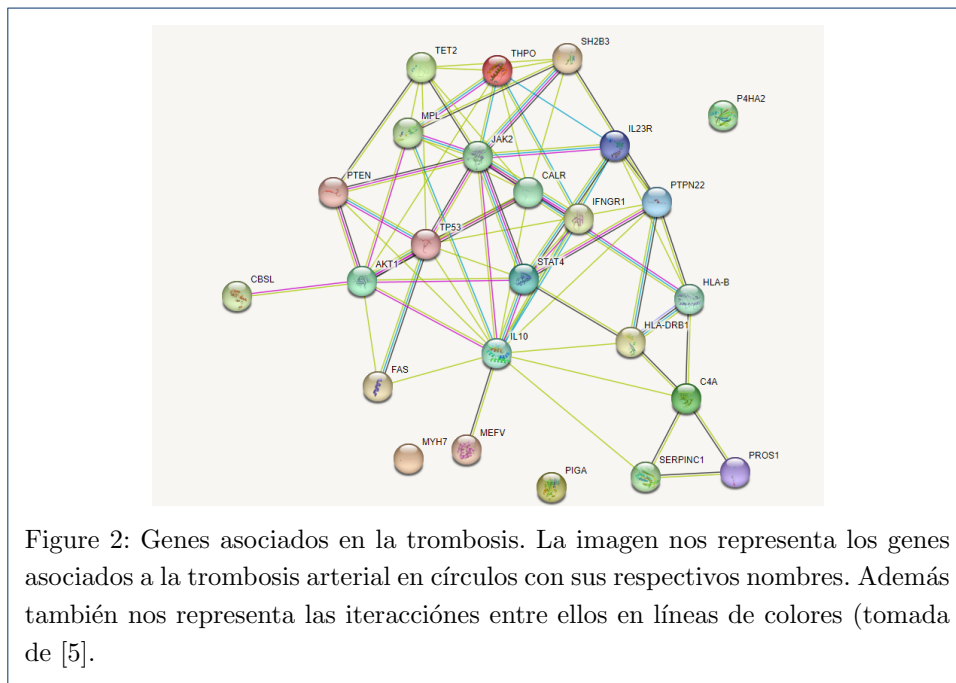 SH2B3
TET2
THPO
P4HA2
MPL
IL23R
JAK2
CALR
PTEN
PTPN22
IFNGR1
TP53
AKT1
STAT4
CBSL
HLA-B
HLA-DRB1
IL10
FAS
C4A
MEFV
MYH7
SERPINC1
PROS1
PIGA
Figure 2: Genes asociados en la trombosis. La imagen nos representa los genes
asociados a la trombosis arterial en círculos con sus respectivos nombres. Además
también nos representa las iteracciónes entre ellos en líneas de colores (tomada
de [5].